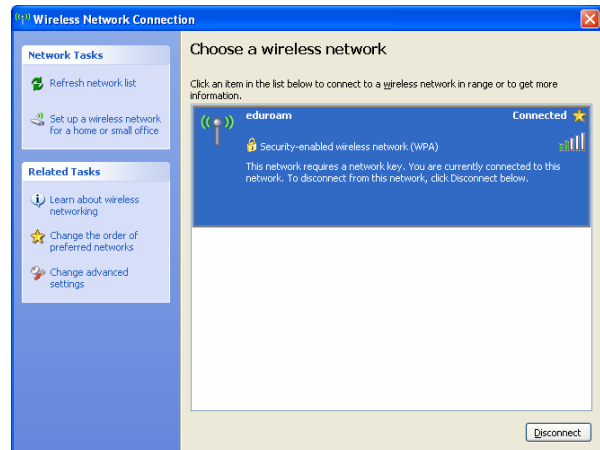 Wireless Network Connection
Network Tasks
Refresh network list
Set up a wireless network
for a home or small office
Related Tasks
Learn about wireless
networking
Change the order of
preferred networks
Change advanced
settings
Choose a wireless network
Click an item in the list below to connect to a wireless network in range or to get more
information.
eduroam
Connected
Security-enabled wireless network (WPA)
This network requires a network key. You are currently connected to this
network. To disconnect from this network, click Disconnect below.
Disconnect